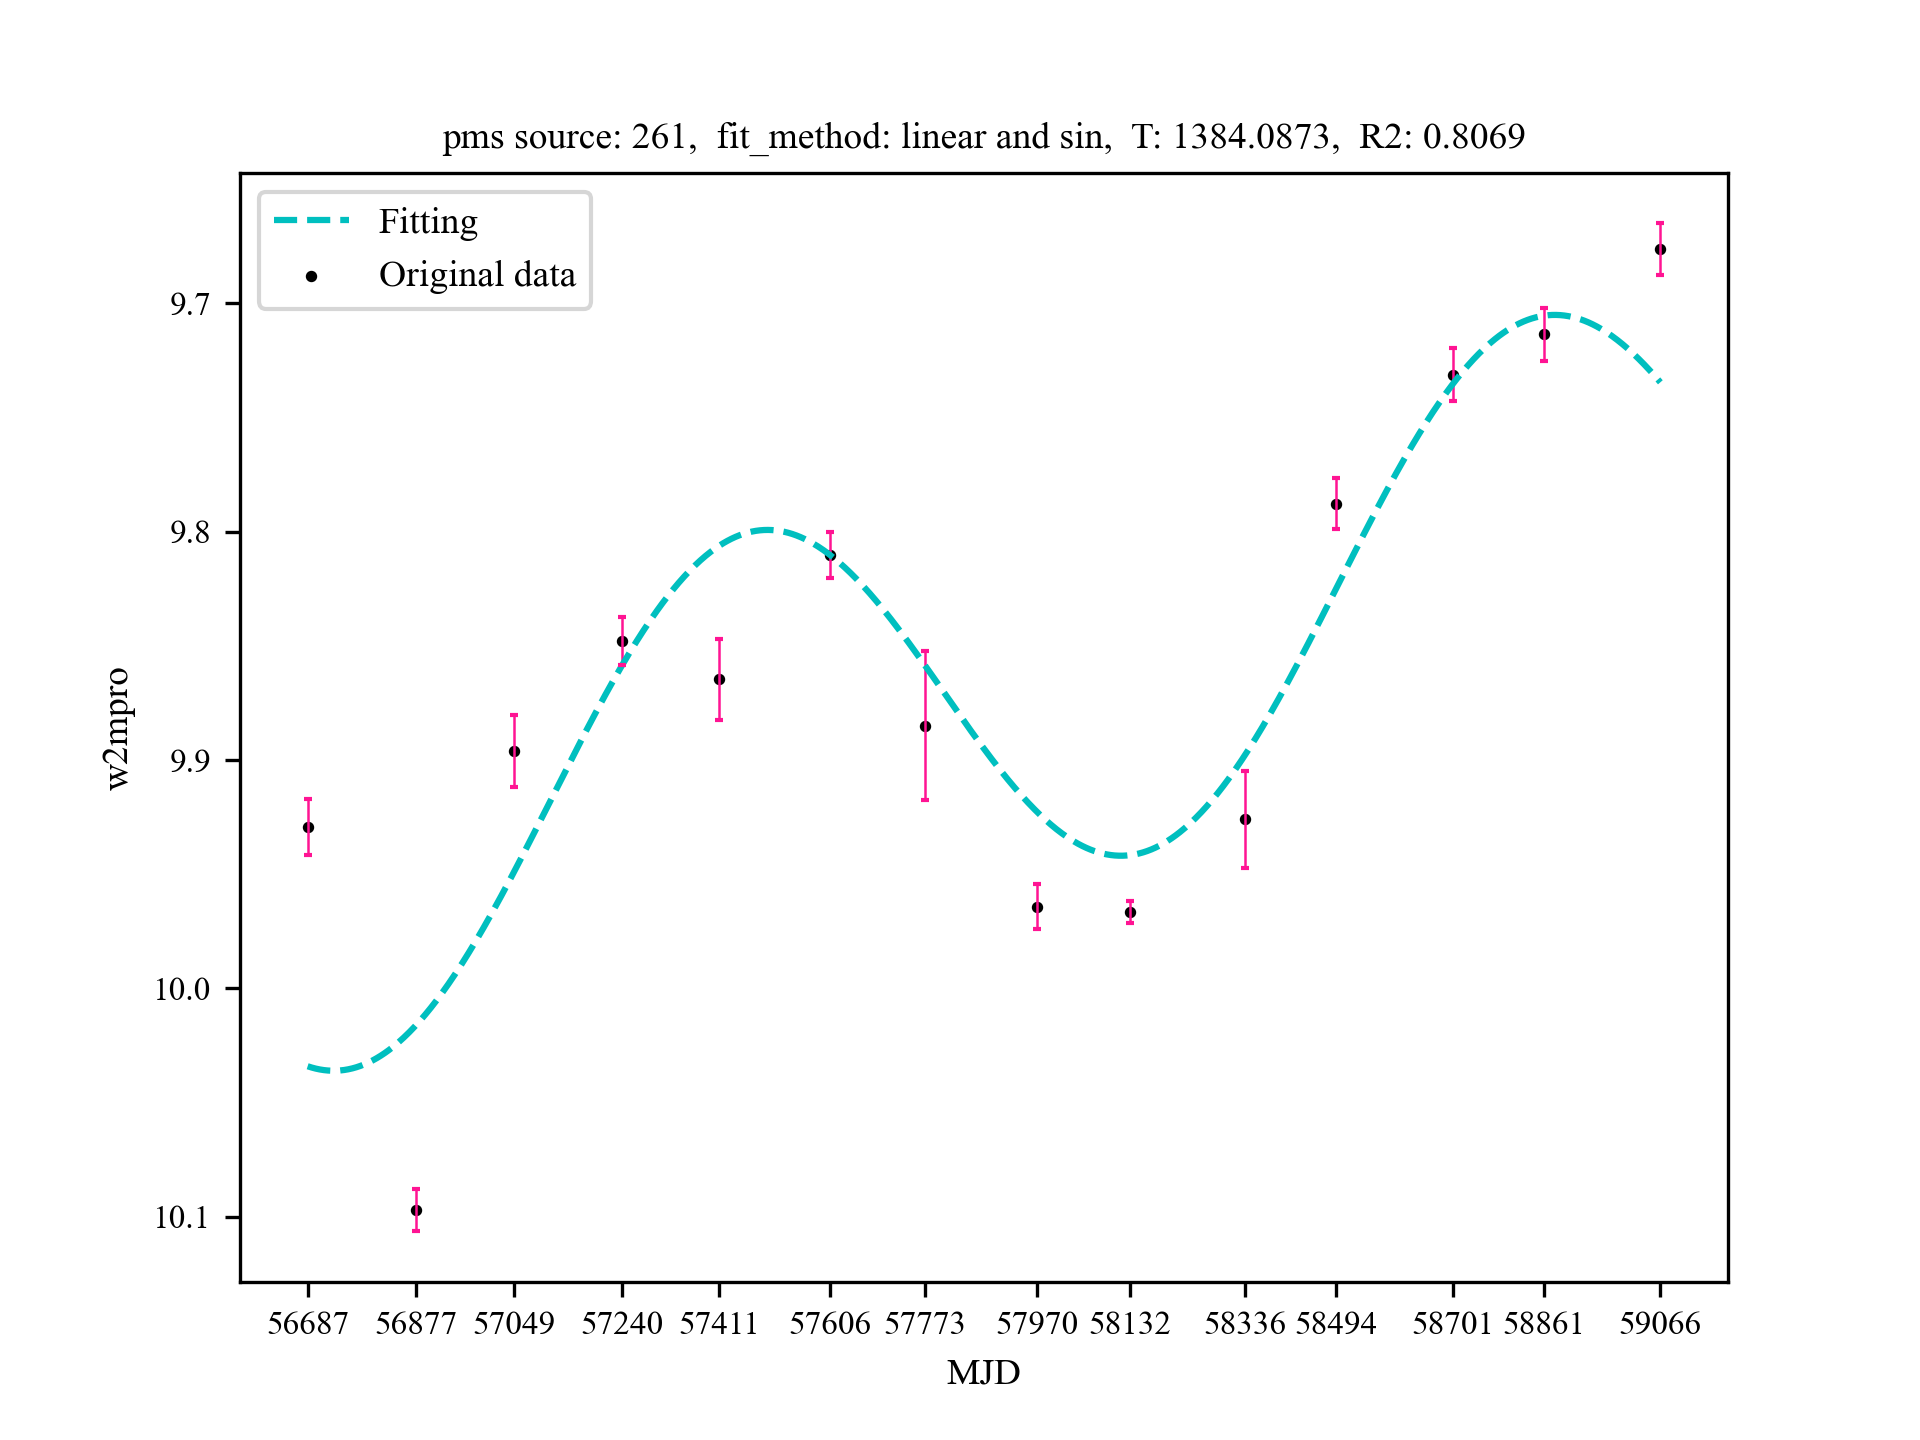 pms source: 261, fit_method: linear and sin, T: 1384.0873, R2: 0.8069
Fitting
Original data
9.7
9.8
9.9
10.0
10.1
w2mpro
56687 56877 57049 57240 57411 57606 57773 57970 58132 58336 58494 58701 58861 59066
MJD